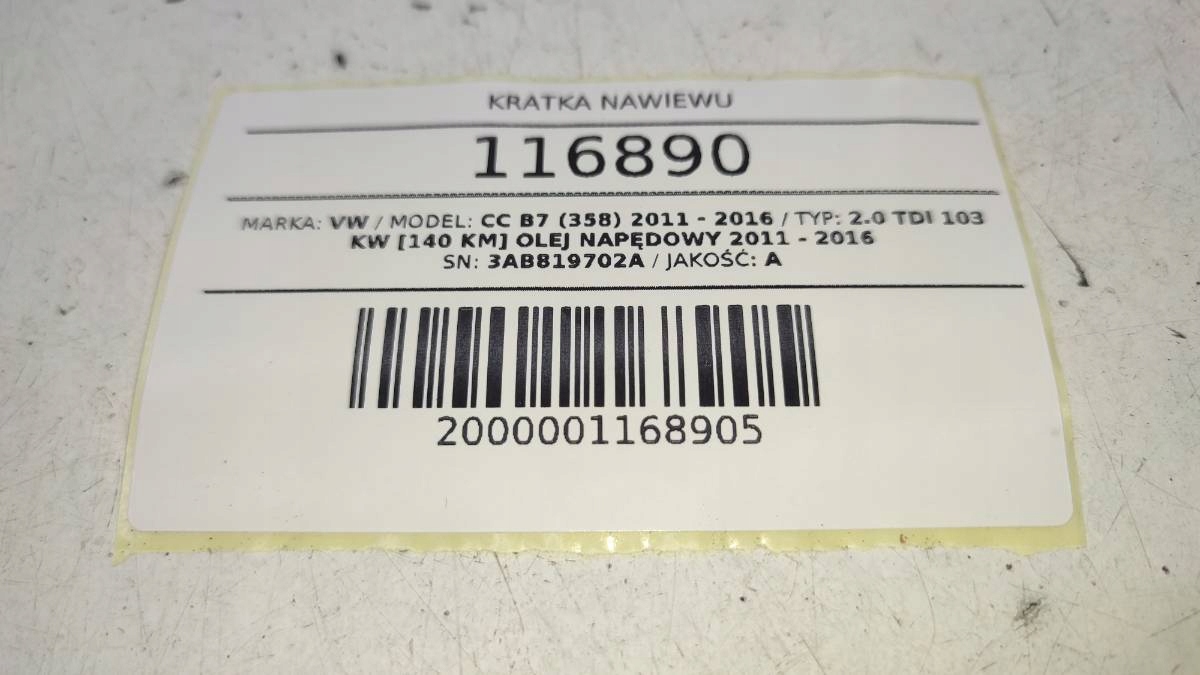 KRATKA NAWIEWU
116890
MARKA: VW / MODEL: CC B7 (358) 2011 - 2016 / TYP: 2.0 TDI 103
KW [140 KM] OLEJ NAPĘDOWY 2011 - 2016
SN: 3AB819702A / JAKOŚĆ: A
2000001168905